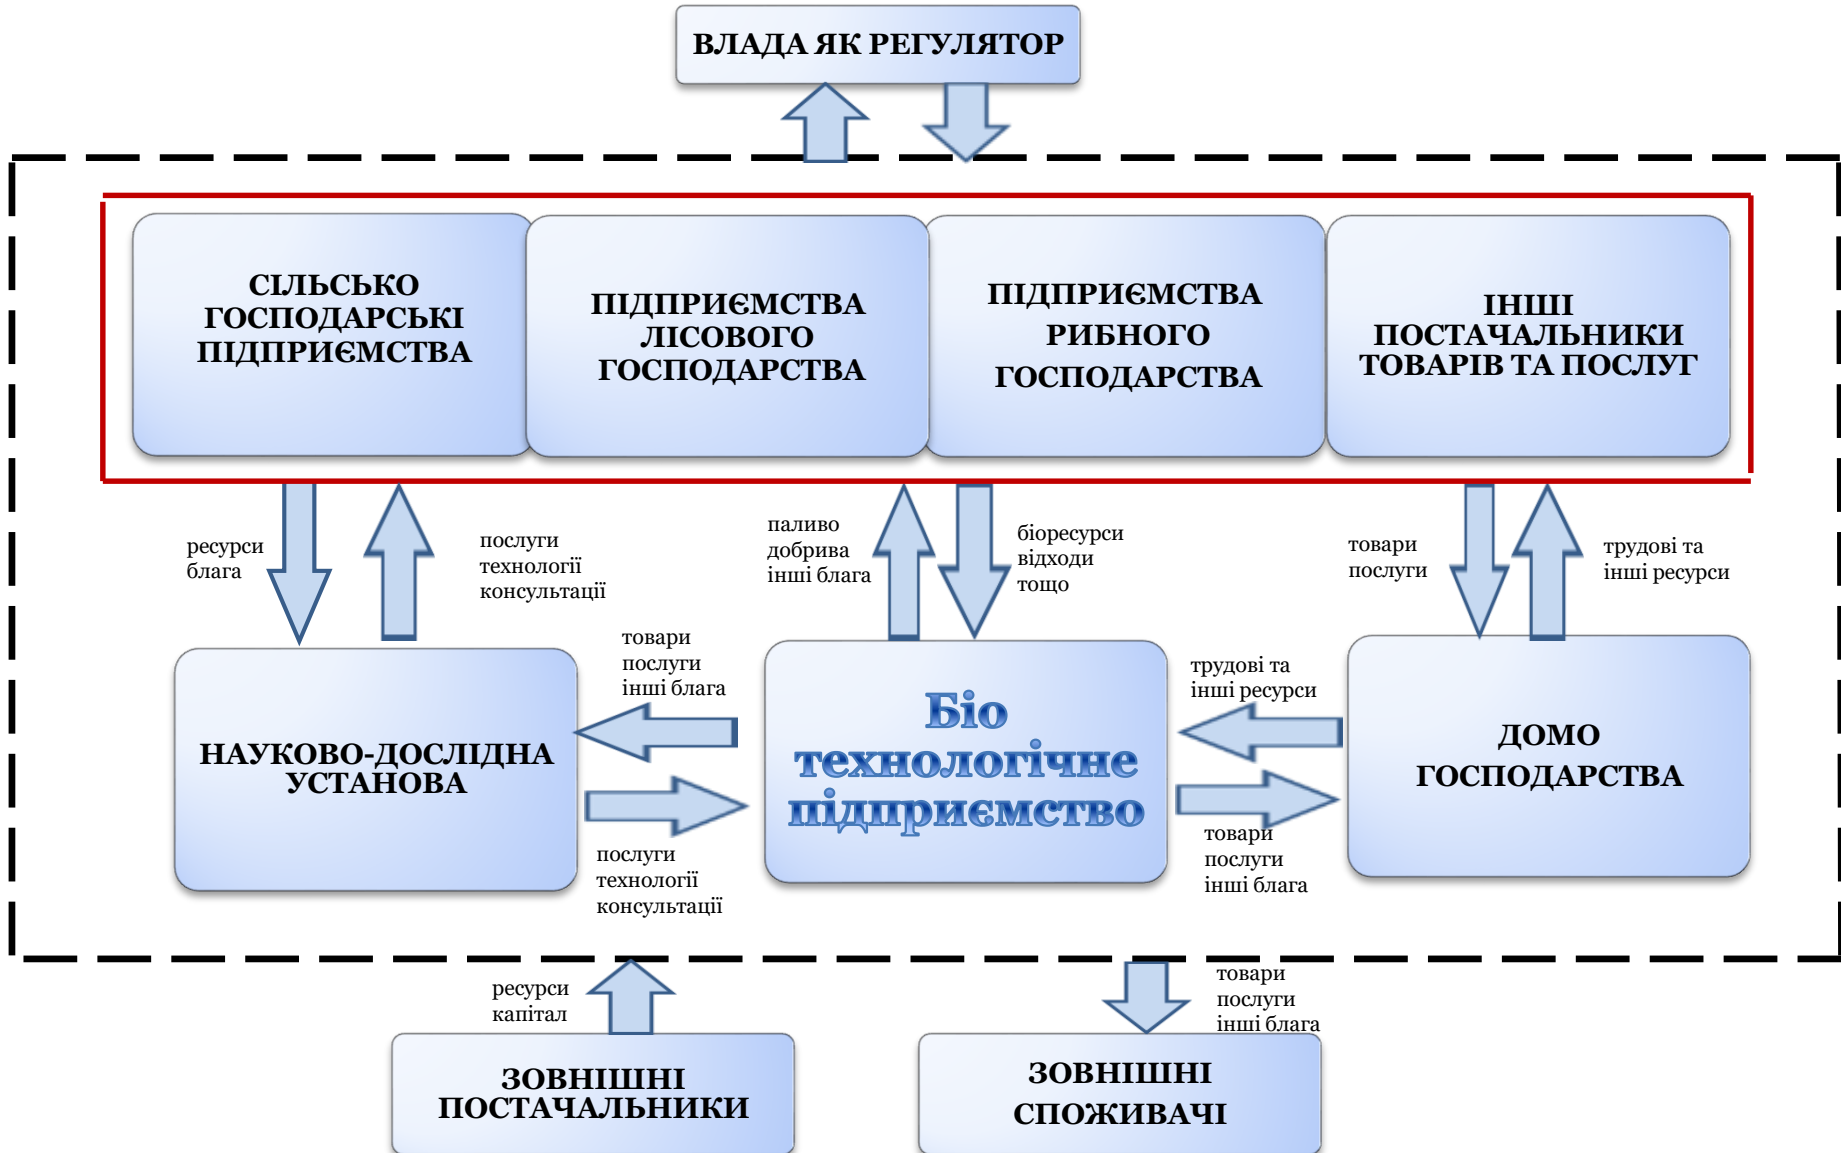 ВЛАДА ЯК РЕГУЛЯТОР
СІЛЬСЬКО
ГОСПОДАРСЬКІ
ПІДПРИЄМСТВА
ПІДПРИЄМСТВА
ЛІСОВОГО
ГОСПОДАРСТВА
ПІДПРИЄМСТВА
РИБНОГО
ГОСПОДАРСТВА
ІНШІ
ПОСТАЧАЛЬНИКИ
ТОВАРІВ ТА ПОСЛУГ
ресурси
блага
послуги
технології
консультації
паливо
добрива
інші блага
біоресурси
відходи
тощо
товари
послуги
трудові та
інші ресурси
НАУКОВО-ДОСЛІДНА
УСТАНОВА
товари
послуги
інші блага
послуги
технології
консультації
Біо
технологічне
підприємство
трудові та
інші ресурси
товари
послуги
інші блага
ДОМО
ГОСПОДАРСТВА
ресурси
капітал
товари
послуги
інші блага
ЗОВНІШНІ
ПОСТАЧАЛЬНИКИ
ЗОВНІШНІ
СПОЖИВАЧІ